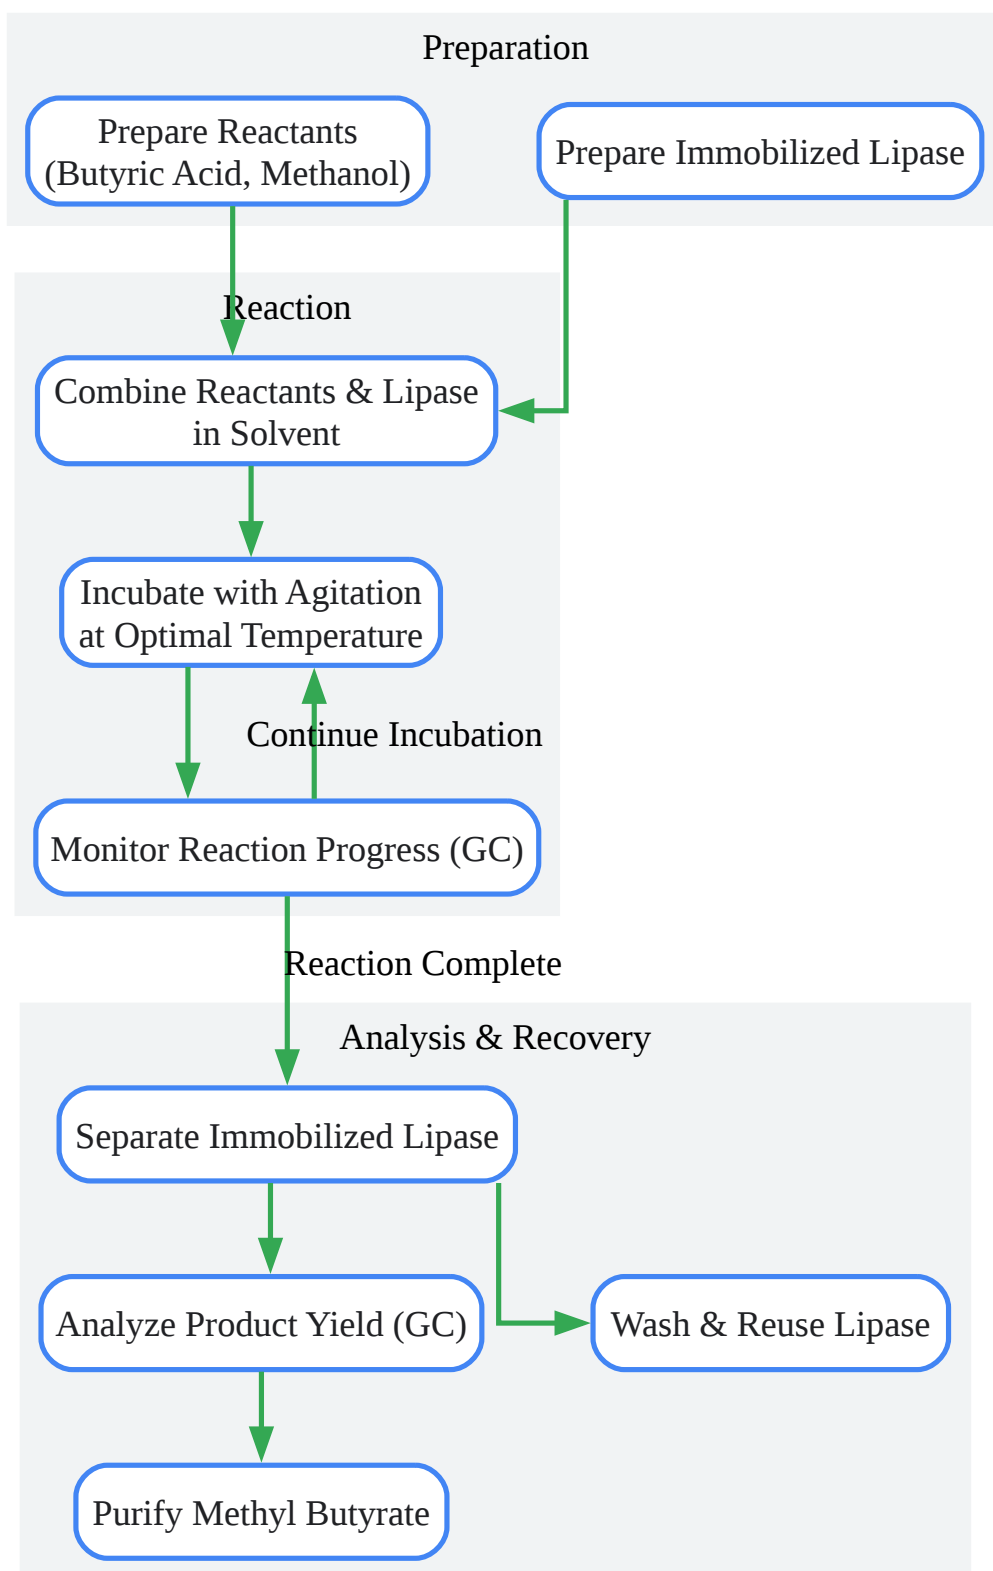 Preparation
Prepare Reactants
(Butyric Acid, Methanol)
Prepare Immobilized Lipase
Reaction
Combine Reactants & Lipase
in Solvent
Incubate with Agitation
at Optimal Temperature
Continue Incubation
Monitor Reaction Progress (GC)
Reaction Complete
Analysis & Recovery
Separate Immobilized Lipase
Analyze Product Yield (GC)
Wash & Reuse Lipase
Purify Methyl Butyrate